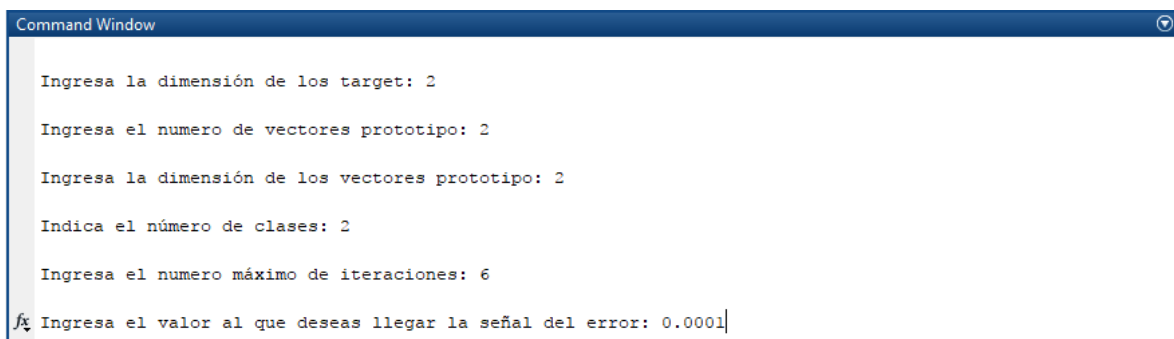 Command Window
Ingresa la dimensión de los target: 2
Ingresa el numero de vectores prototipo: 2
Ingresa la dimensión de los vectores prototipo: 2
Indica el número de clases: 2
Ingresa el numero máximo de iteraciones: 6
fx Ingresa el valor al que deseas llegar la señal del error: 0.0001